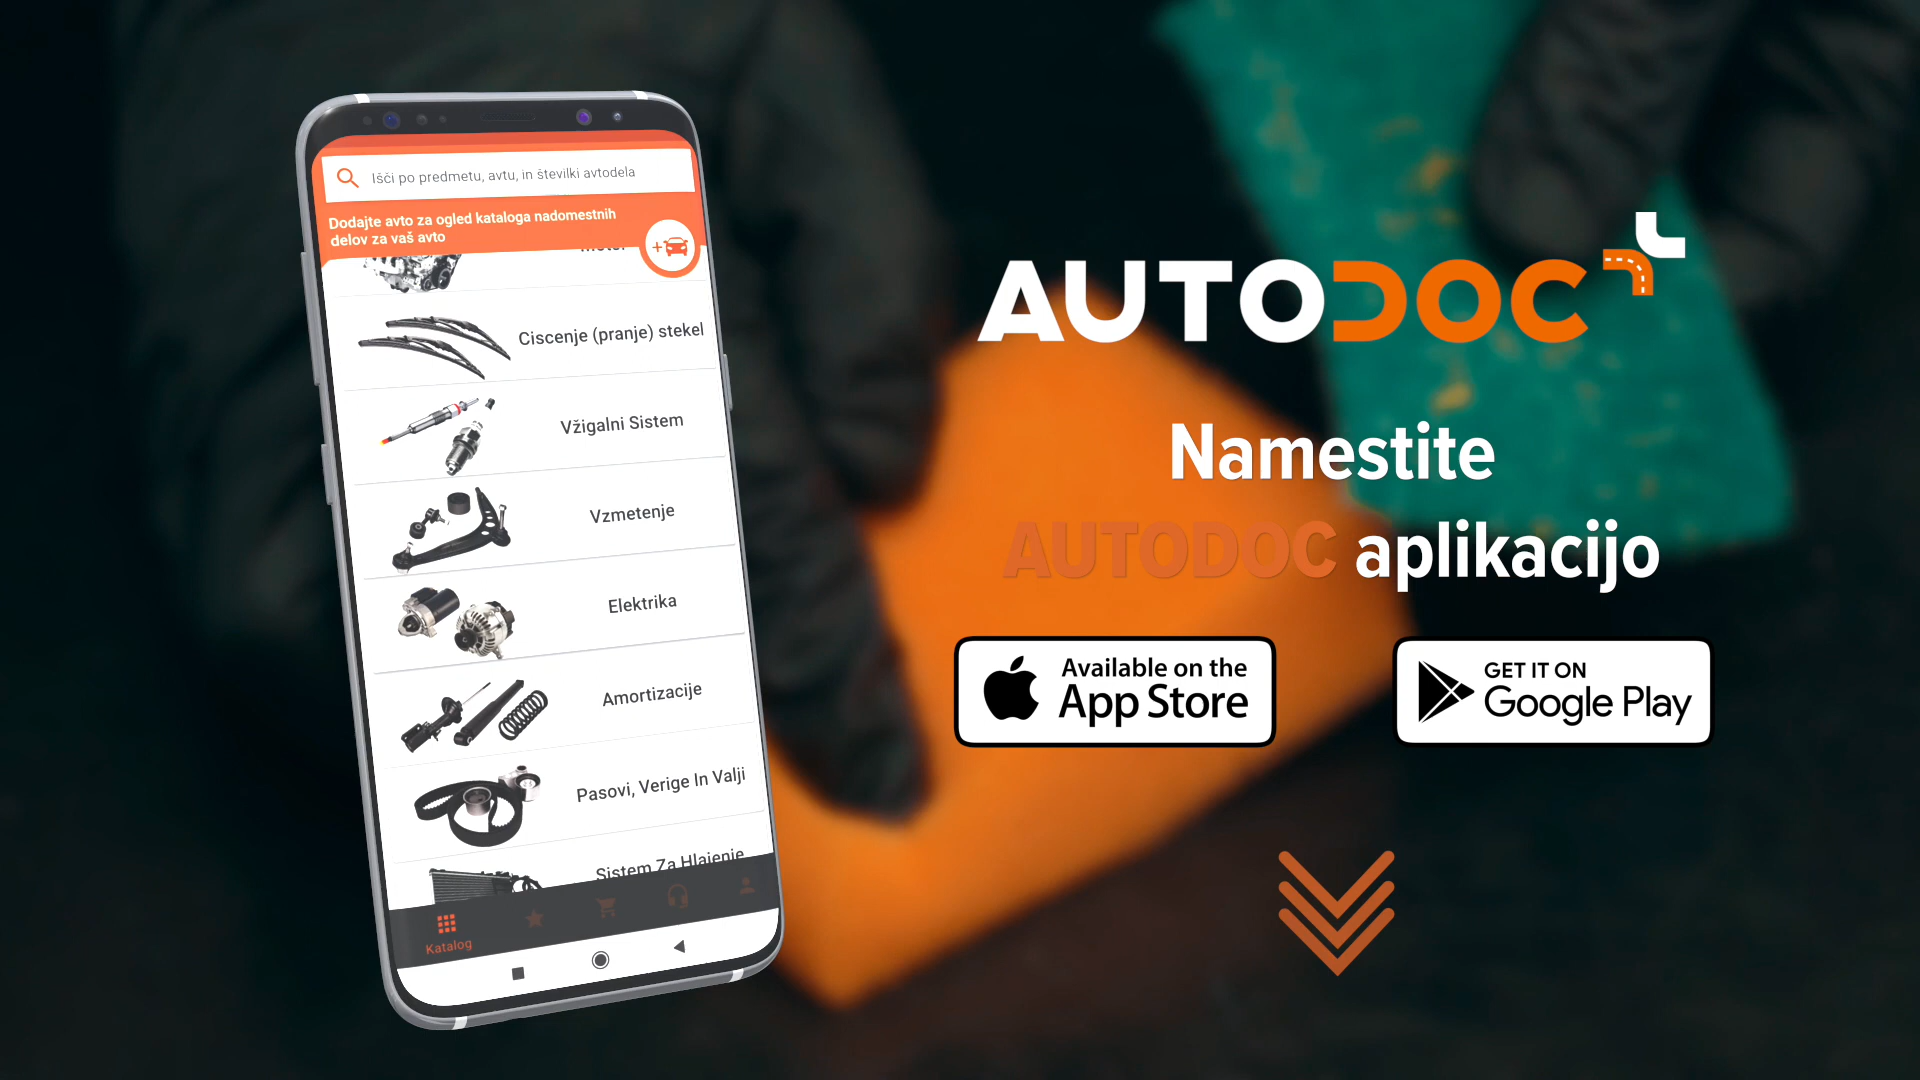 Išči po predmetu, avtu, in številki avtodela
Dodajte avto za ogled kataloga nadomestnih
delov za vaš avto
Ciscenje (pranje) stekel
Vžigalni Sistem
Vzmetenje
Elektrika
Amortizacije
Pasovi, Verige In Valji
Sistem Za Hlajenje
Katalog
AUTODOC
Namestite
AUTODOC aplikacijo
Available on the
App Store
GET IT ON
Google Play